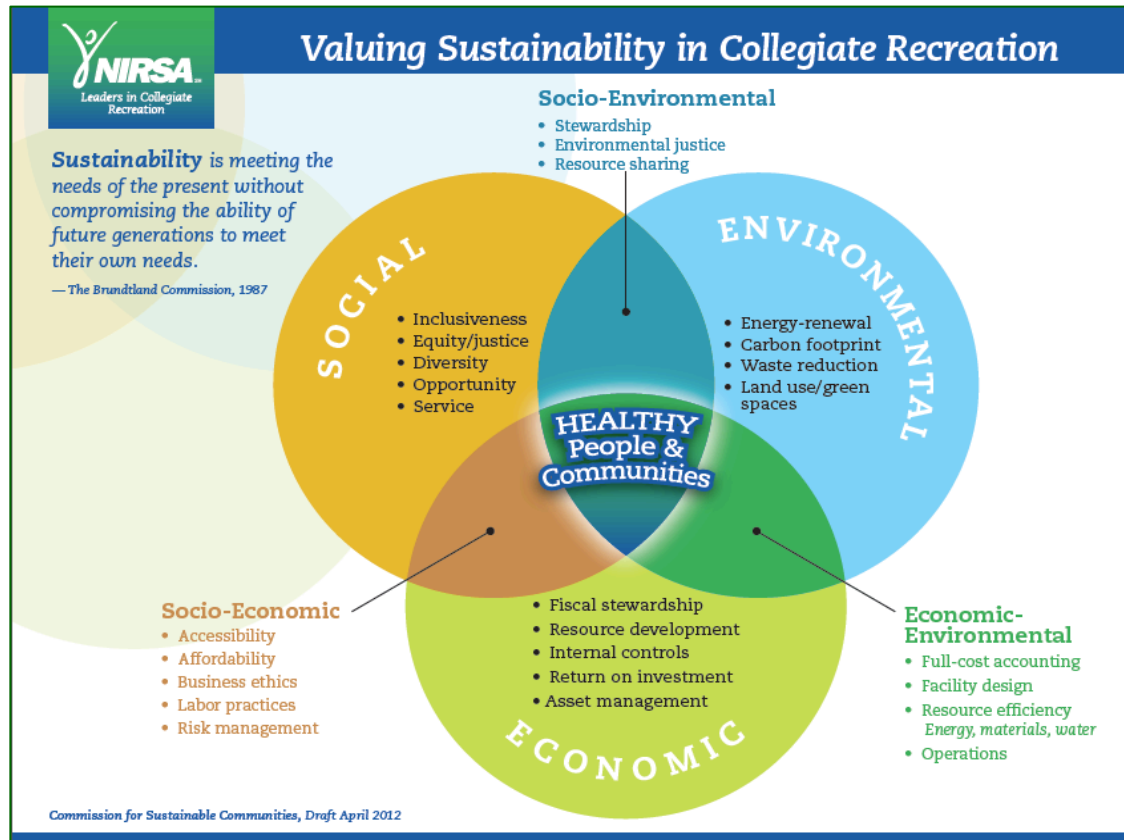 NIRSA
Leaders in Collegiate
Recreation
Valuing Sustainability in Collegiate Recreation
Sustainability is meeting the
needs of the present without
compromising the ability of
future generations to meet
their own needs.
— The Brundtland Commission, 1987
Socio-Environmental
• Stewardship
• Environmental justice
• Resource sharing
SOCIAL
• Inclusiveness
• Equity/justice
• Diversity
• Opportunity
• Service
ENVIRONMENTAL
• Energy-renewal
• Carbon footprint
• Waste reduction
• Land use/green
spaces
HEALTHY
People &
Communities
Socio-Economic
• Accessibility
• Affordability
• Business ethics
• Labor practices
• Risk management
• Fiscal stewardship
• Resource development
• Internal controls
• Return on investment
• Asset management
ECONOMIC
Economic-
Environmental
• Full-cost accounting
• Facility design
• Resource efficiency
Energy, materials, water
• Operations
Commission for Sustainable Communities, Draft April 2012